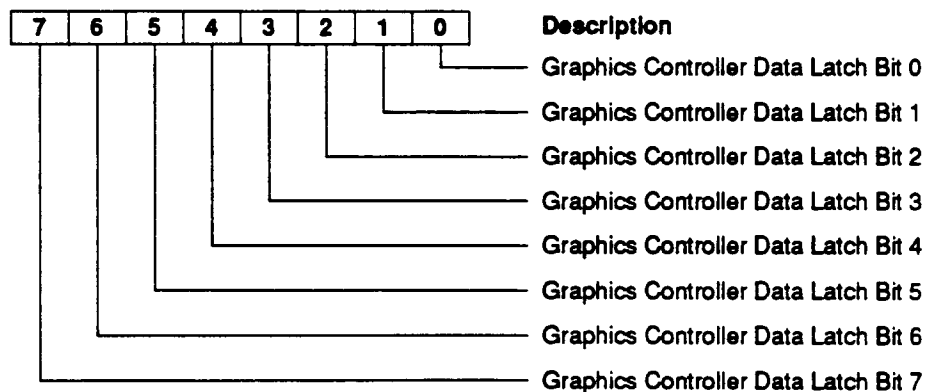 7 6 5 4 3 2 1 0 Description
Graphics Controller Data Latch Bit 0
Graphics Controller Data Latch Bit 1
Graphics Controller Data Latch Bit 2
Graphics Controller Data Latch Bit 3
Graphics Controller Data Latch Bit 4
Graphics Controller Data Latch Bit 5
Graphics Controller Data Latch Bit 6
Graphics Controller Data Latch Bit 7